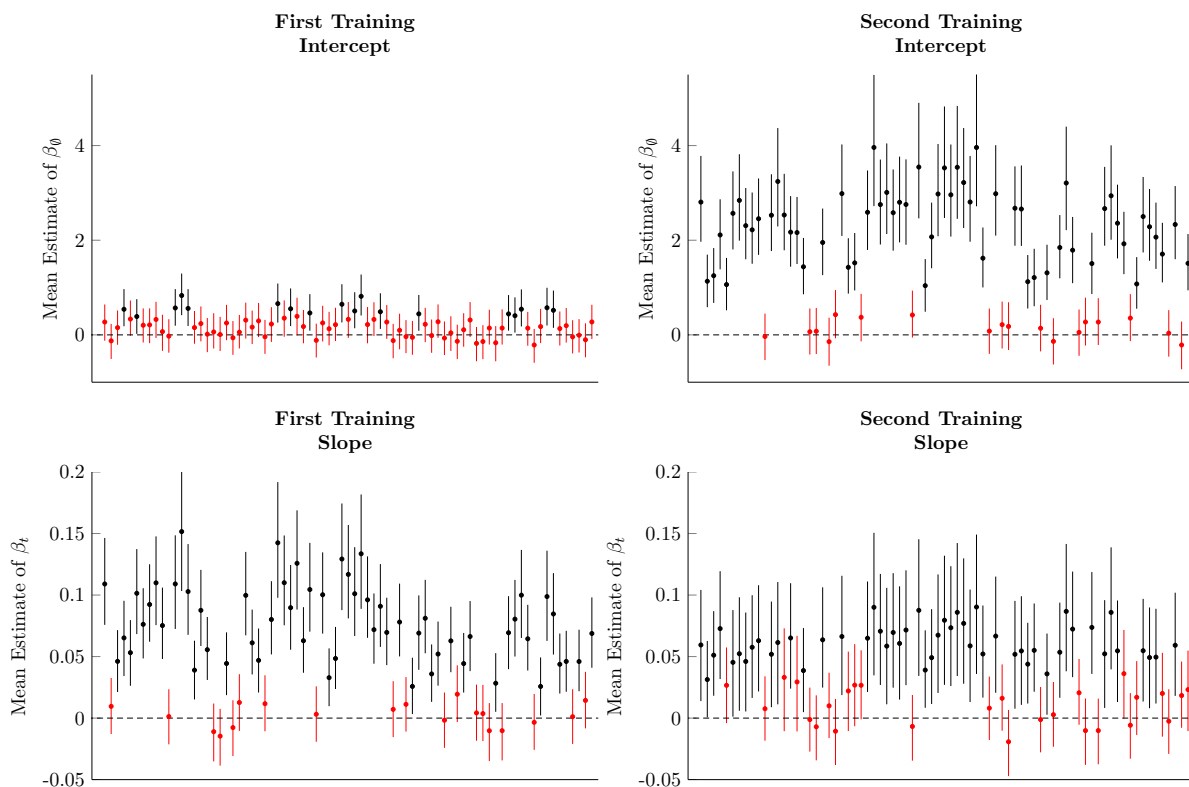 First Training
Intercept
Mean Estimate of β∅
4
2
0
Second Training
Intercept
Mean Estimate of β∅
4
2
0
First Training
Slope
Mean Estimate of βt
0.2
0.15
0.1
0.05
0
-0.05
Second Training
Slope
Mean Estimate of βt
0.2
0.15
0.1
0.05
0
-0.05